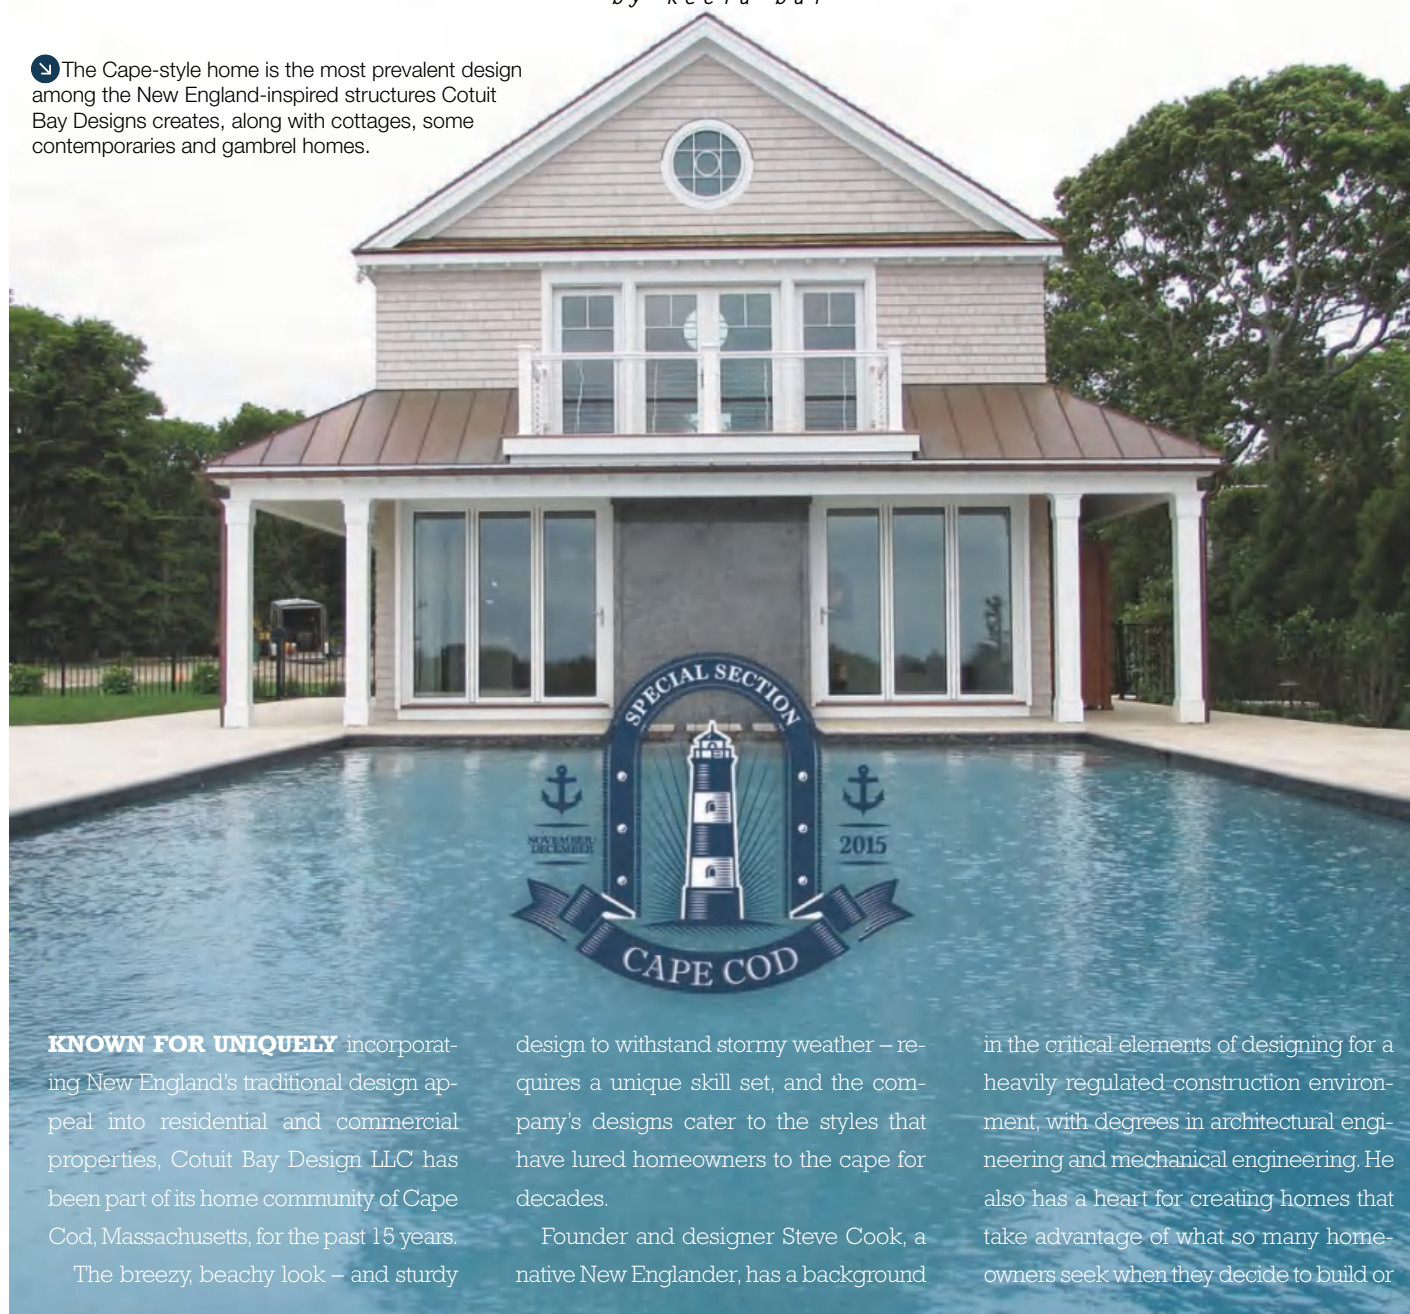 The Cape-style home is the most prevalent design
among the New England-inspired structures Cotuit
Bay Designs creates, along with cottages, some
contemporaries and gambrel homes.
SPECIAL SECTION
NOVEMBER/
DECEMBER
2015
CAPE COD
KNOWN FOR UNIQUELY incorporat-
ing New England’s traditional design ap-
peal into residential and commercial
properties, Cotuit Bay Design LLC has
been part of its home community of Cape
Cod, Massachusetts, for the past 15 years.
The breezy, beachy look – and sturdy
design to withstand stormy weather – re-
quires a unique skill set, and the com-
pany’s designs cater to the styles that
have lured homeowners to the cape for
decades.
Founder and designer Steve Cook, a
native New Englander, has a background
in the critical elements of designing for a
heavily regulated construction environ-
ment, with degrees in architectural engi-
neering and mechanical engineering. He
also has a heart for creating homes that
take advantage of what so many home-
owners seek when they decide to build or